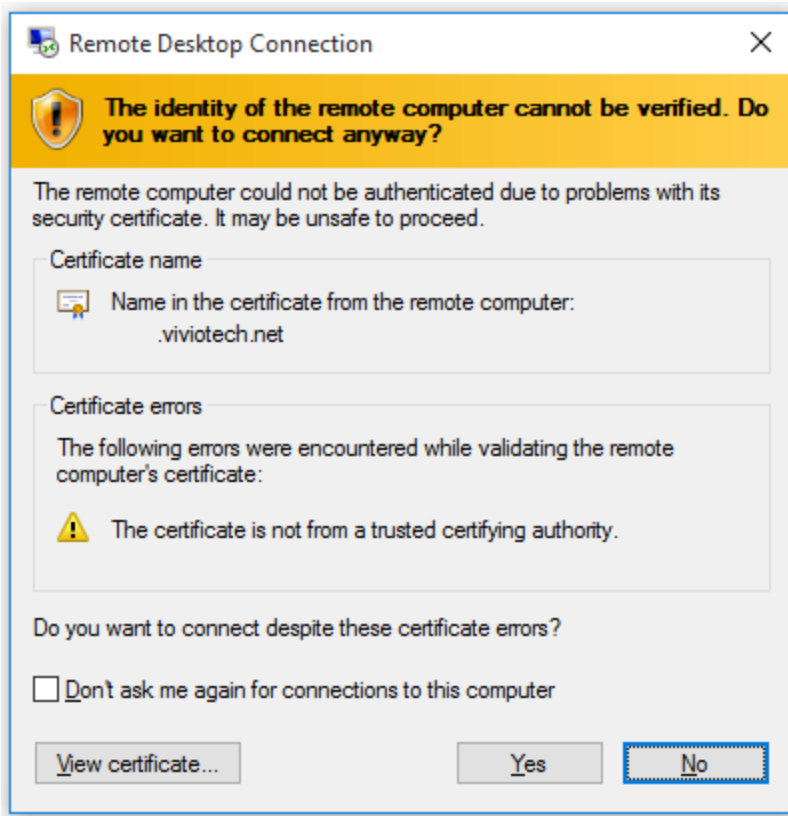 Remote Desktop Connection
The identity of the remote computer cannot be verified. Do
you want to connect anyway?
The remote computer could not be authenticated due to problems with its
security certificate. It may be unsafe to proceed.
Certificate name
Name in the certificate from the remote computer:
.viviotech.net
Certificate errors
The following errors were encountered while validating the remote
computer's certificate:
The certificate is not from a trusted certifying authority.
Do you want to connect despite these certificate errors?
Don't ask me again for connections to this computer
View certificate...
Yes
No